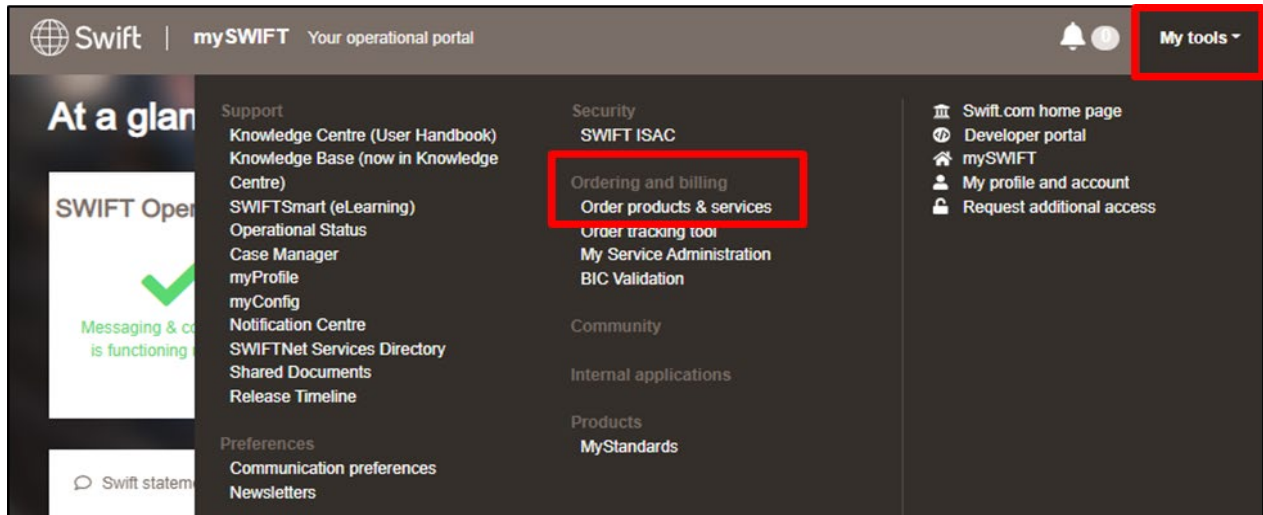 Swift | mySWIFT Your operational portal
0
My tools
At a glan
SWIFT Oper
Messaging & co
is functioning
Swift statem
Support
Knowledge Centre (User Handbook)
Knowledge Base (now in Knowledge
Centre)
SWIFTSmart (eLearning)
Operational Status
Case Manager
myProfile
myConfig
Notification Centre
SWIFTNet Services Directory
Shared Documents
Release Timeline
Preferences
Communication preferences
Newsletters
Security
SWIFT ISAC
Ordering and billing
Order products & services
Order tracking tool
My Service Administration
BIC Validation
Community
Internal applications
Products
MyStandards
Swift.com home page
Developer portal
mySWIFT
My profile and account
Request additional access